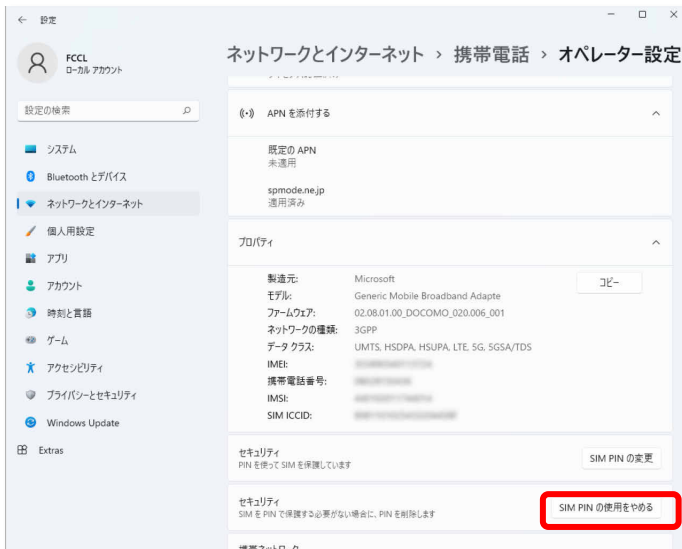 ← 設定
FCCL
ローカル アカウント
設定の検索
システム
Bluetooth とデバイス
ネットワークとインターネット
個人用設定
アプリ
アカウント
時刻と言語
ゲーム
アクセシビリティ
プライバシーとセキュリティ
Windows Update
Extras
ネットワークとインターネット › 携帯電話 › オペレーター設定
APN を添付する
既定の APN
未適用
spmode.ne.jp
適用済み
プロパティ
製造元: Microsoft
コピー
モデル: Generic Mobile Broadband Adapte
ファームウェア: 02.08.01.00_DOCOMO_020.006_001
ネットワークの種類: 3GPP
データ クラス: UMTS, HSDPA, HSUPA, LTE, 5G, 5GSA/TDS
IMEI:
携帯電話番号:
IMSI:
SIM ICCID:
セキュリティ
PIN を使って SIM を保護しています
SIM PIN の変更
セキュリティ
SIM を PIN で保護する必要がない場合に、PIN を削除します
SIM PIN の使用をやめる